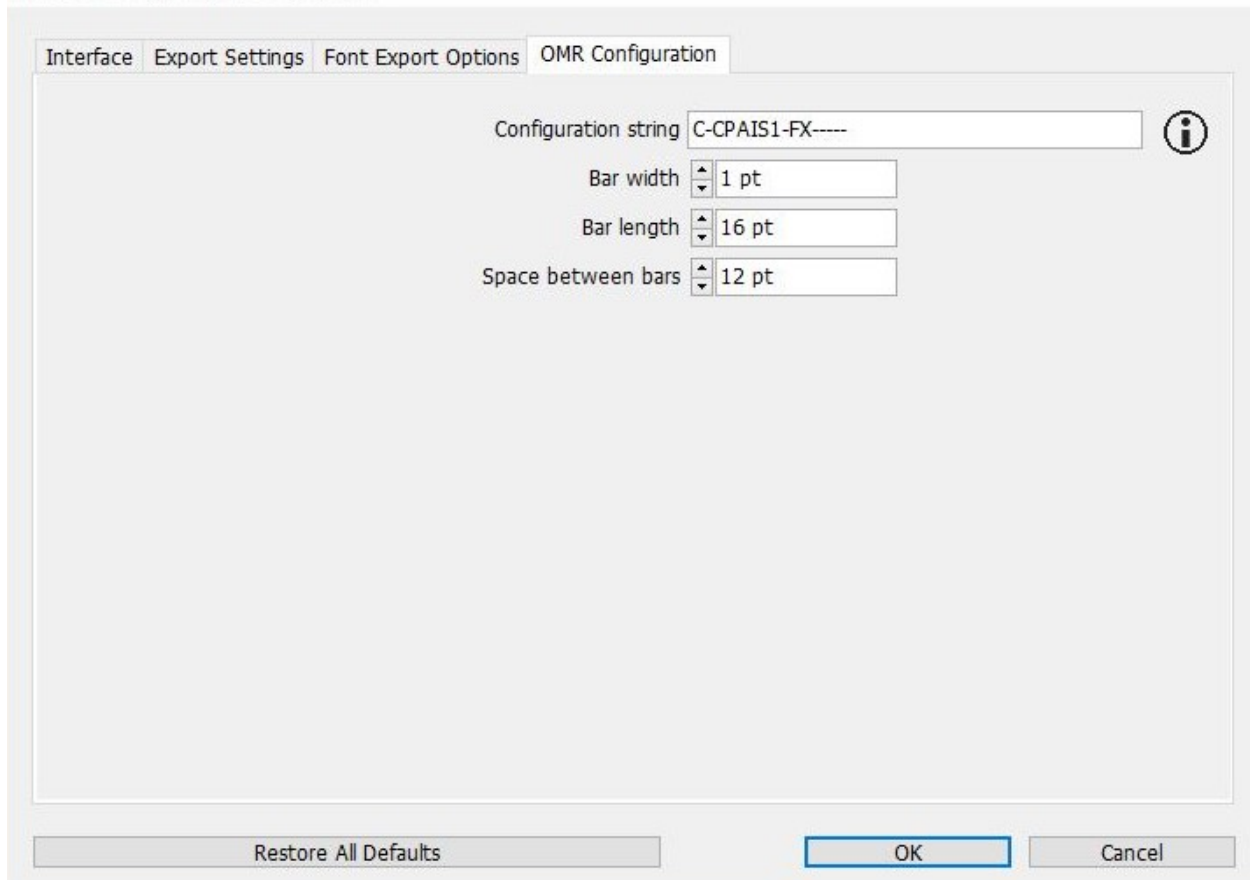 Interface Export Settings Font Export Options OMR Configuration
Configuration string C-CPAIS1-FX-----
Bar width 1 pt
Bar length 16 pt
Space between bars 12 pt
Restore All Defaults OK Cancel